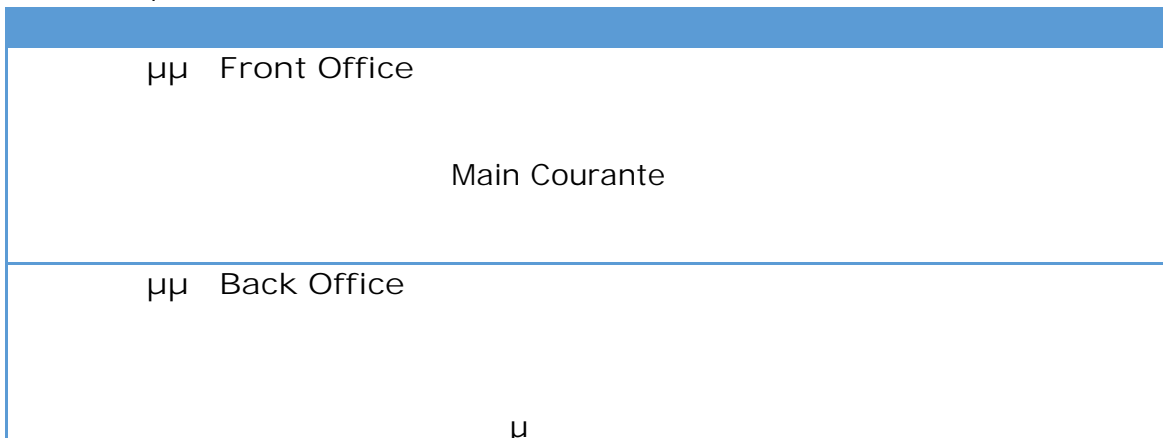 μμ Front Office
Main Courante
μμ Back Office
μ